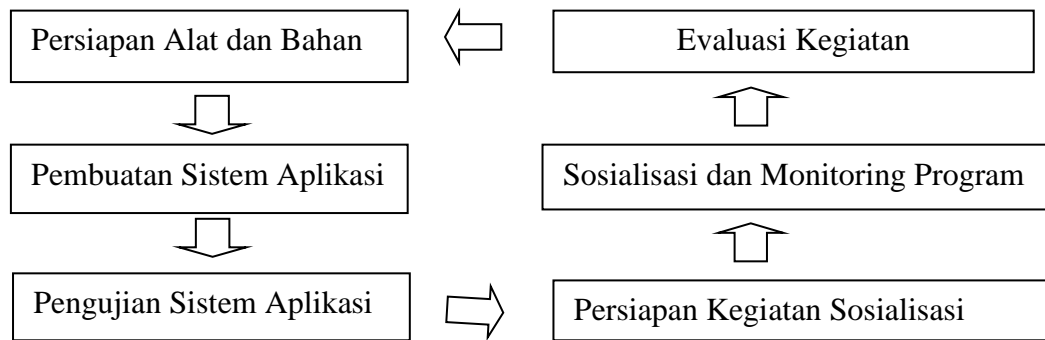 Persiapan Alat dan Bahan
Evaluasi Kegiatan
Pembuatan Sistem Aplikasi
Sosialisasi dan Monitoring Program
Pengujian Sistem Aplikasi
Persiapan Kegiatan Sosialisasi